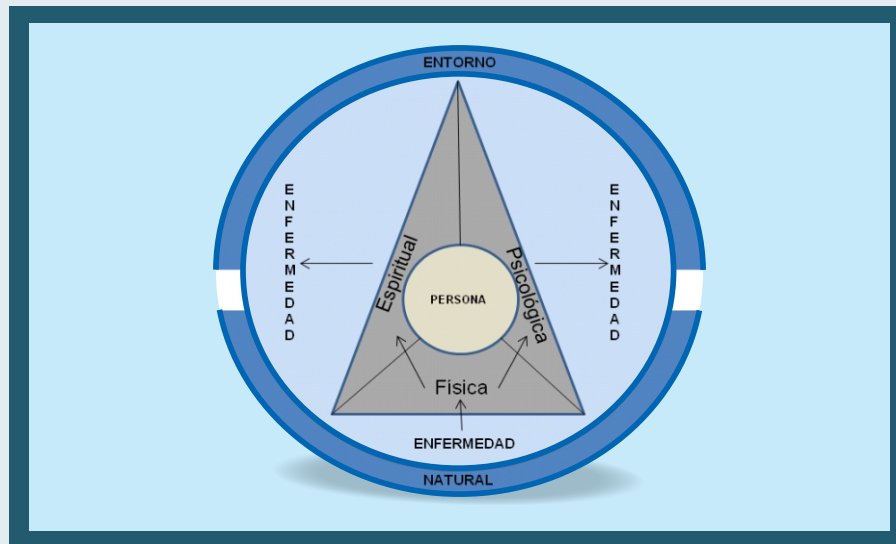 ENTORNO
ENFERMEDAD
Espiritual
PERSONA
Psicológica
ENFERMEDAD
Física
ENFERMEDAD
NATURAL